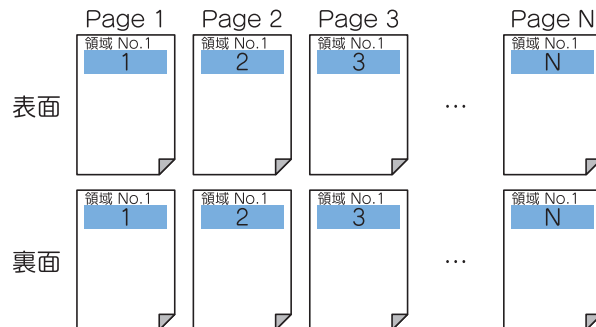 Page 1 Page 2 Page 3 Page N
領域 No.1 領域 No.1 領域 No.1 領域 No.1
1 2 3 N
表面 …
領域 No.1 領域 No.1 領域 No.1 領域 No.1
1 2 3 N
裏面 …